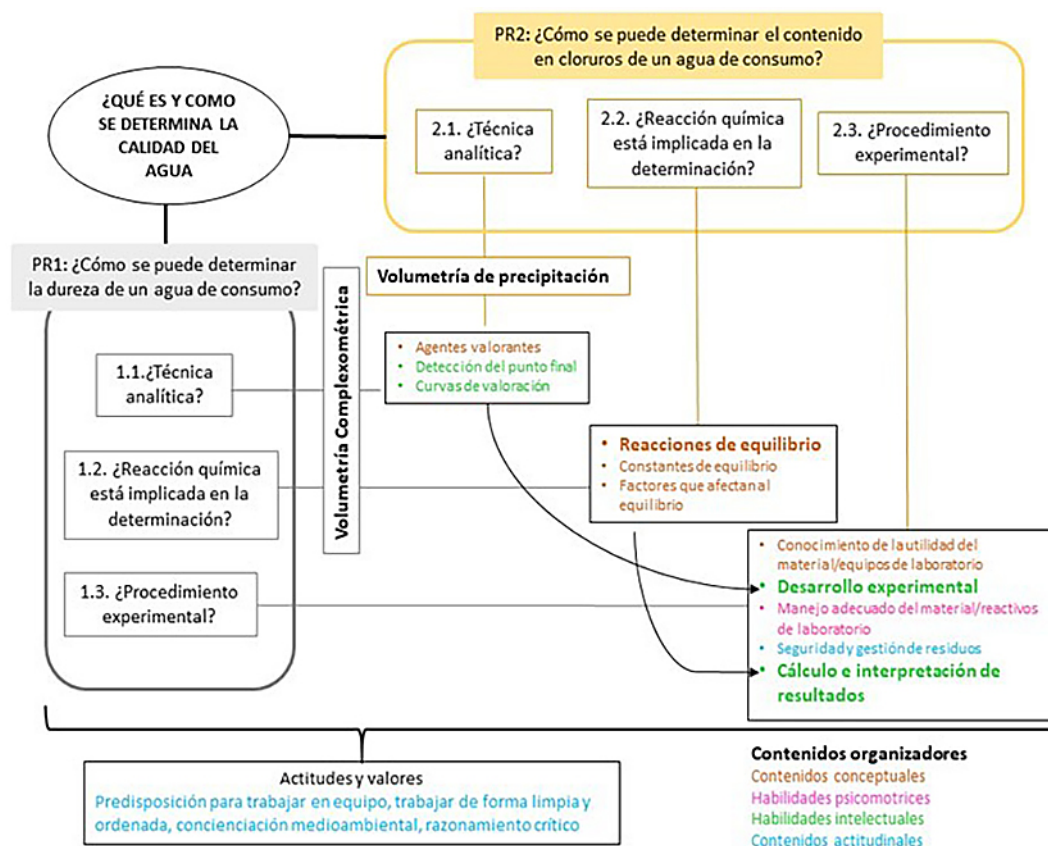 PR2: ¿Cómo se puede determinar el contenido
en cloruros de un agua de consumo?
¿QUÉ ES Y COMO
SE DETERMINA LA
CALIDAD DEL
AGUA
2.1. ¿Técnica
analítica?
2.2. ¿Reacción química
está implicada en la
determinación?
2.3. ¿Procedimiento
experimental?
PR1: ¿Cómo se puede determinar
la dureza de un agua de consumo?
Volumetría de precipitación
Volumetría Complexométrica
1.1.¿Técnica
analítica?
• Agentes valorantes
• Detección del punto final
• Curvas de valoración
1.2. ¿Reacción química
está implicada en la
determinación?
• Reacciones de equilibrio
• Constantes de equilibrio
• Factores que afectan al
equilibrio
1.3. ¿Procedimiento
experimental?
• Conocimiento de la utilidad del
material/equipos de laboratorio
• Desarrollo experimental
• Manejo adecuado del material/reactivos
de laboratorio
• Seguridad y gestión de residuos
• Cálculo e interpretación de
resultados
Actitudes y valores
Predisposición para trabajar en equipo, trabajar de forma limpia y
ordenada, concienciación medioambiental, razonamiento crítico
Contenidos organizadores
Contenidos conceptuales
Habilidades psicomotrices
Habilidades intelectuales
Contenidos actitudinales